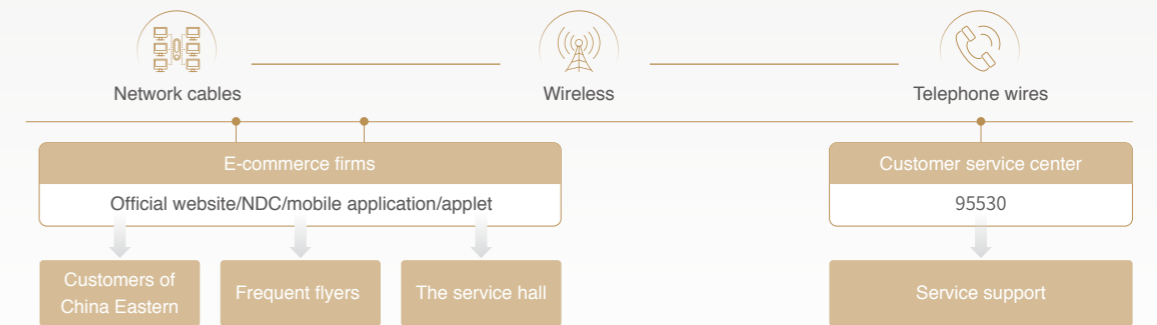 Network cables
Wireless
Telephone wires
E-commerce firms
Customer service center
Official website/NDC/mobile application/applet
95530
Customers of
China Eastern
Frequent flyers
The service hall
Service support